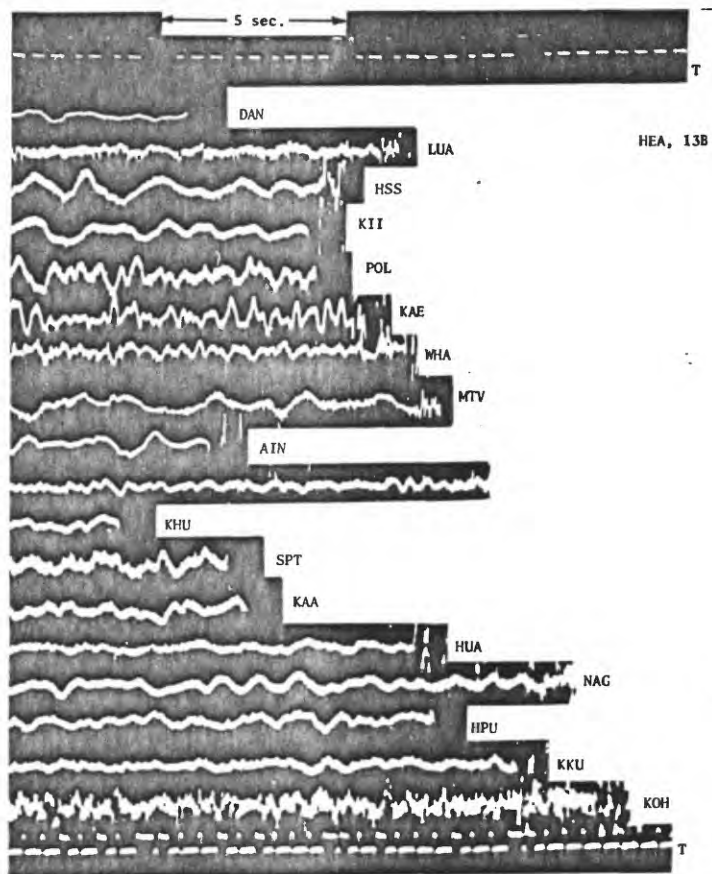 5 sec.
T
DAN
LUA
HEA, 13B
HSS
KII
POL
KAE
WHA
MTV
AIN
KHU
SPT
KAA
HUA
NAG
HPU
KKU
KOH
T